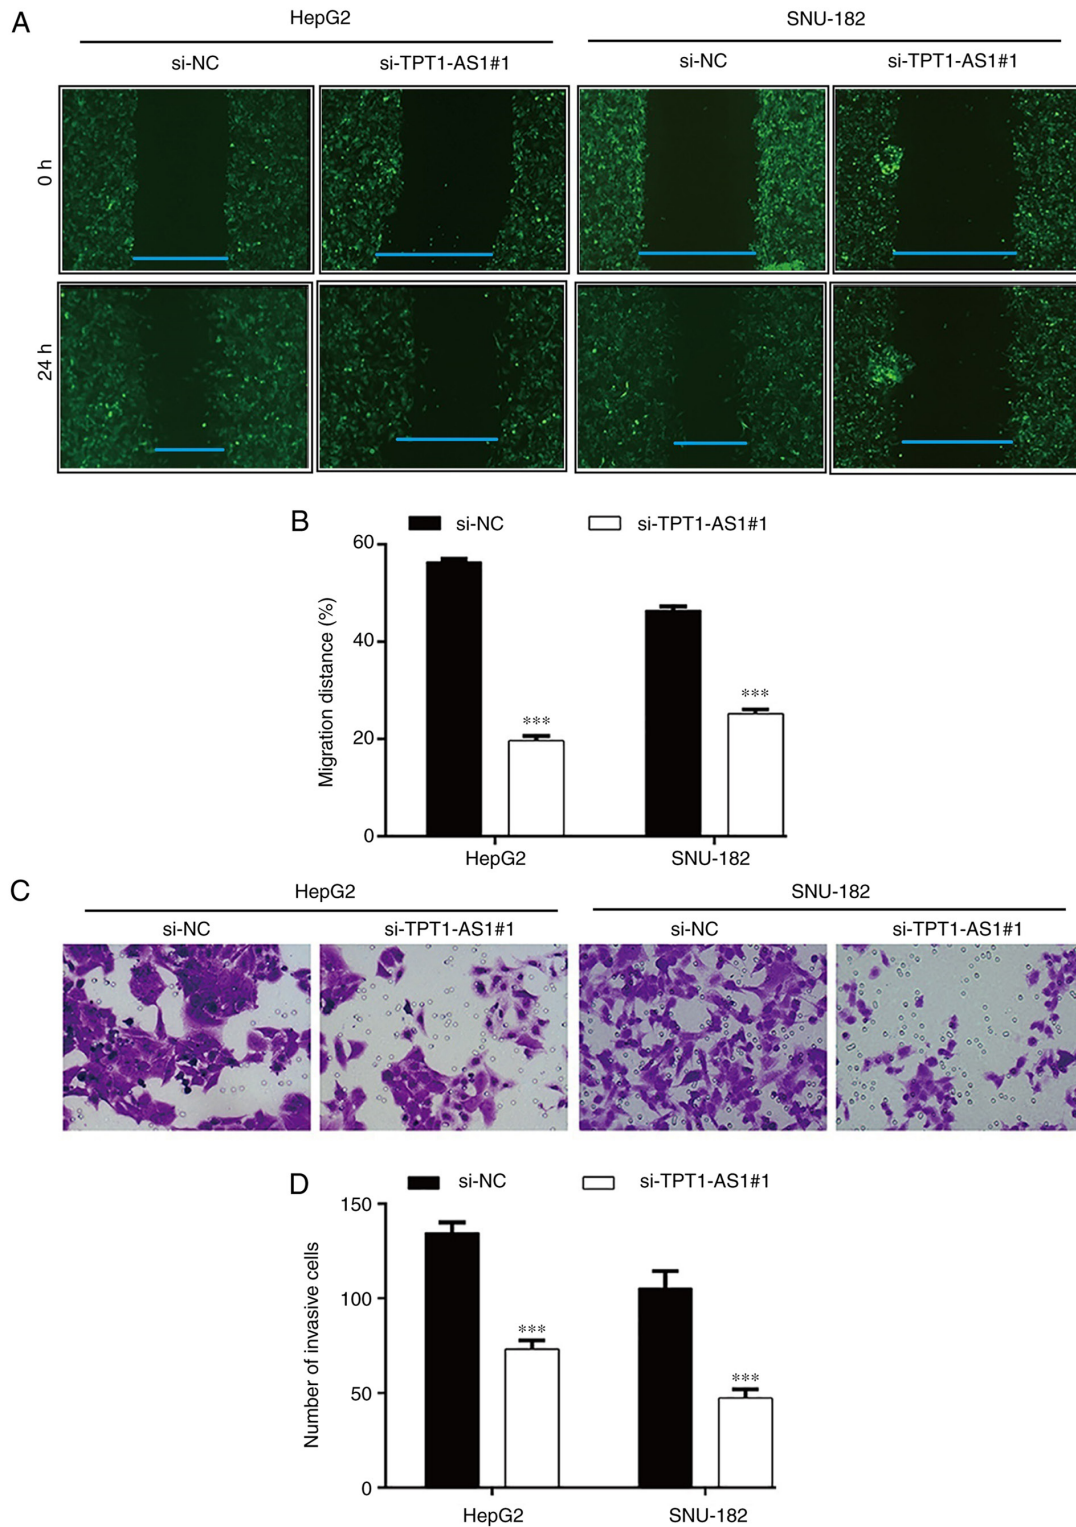 A
HepG2
SNU-182
si-NC
si-TPT1-AS1#1
si-NC
si-TPT1-AS1#1
0 h
24 h
B
si-NC
si-TPT1-AS1#1
Migration distance (%)
60
40
20
0
***
***
HepG2
SNU-182
C
HepG2
SNU-182
si-NC
si-TPT1-AS1#1
si-NC
si-TPT1-AS1#1
D
si-NC
si-TPT1-AS1#1
Number of invasive cells
150
100
50
0
***
***
HepG2
SNU-182